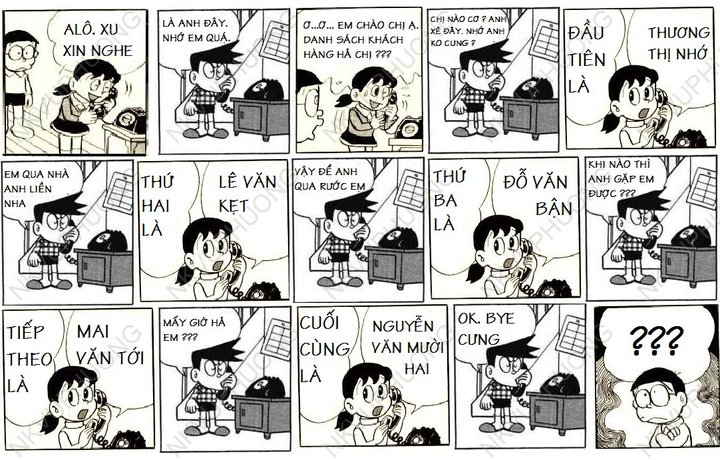 ALÔ. XU
XIN NGHE
LÀ ANH ĐÂY.
NHỚ EM QUÁ.
Ơ...Ơ... EM CHÀO CHỊ Ạ.
DANH SÁCH KHÁCH
HÀNG HẢ CHỊ ???
CHỊ NÀO CƠ ? ANH
XÊ ĐÂY. NHỚ ANH
KO CUNG ?
ĐẦU
TIÊN
LÀ
THƯƠNG
THỊ NHỚ
EM QUA NHÀ
ANH LIỀN
NHA
THỨ
HAI
LÀ
LÊ VĂN
KẸT
VẬY ĐỂ ANH
QUA RƯỚC EM
THỨ
BA
LÀ
ĐỖ VĂN
BẬN
KHI NÀO THÌ
ANH GẶP EM
ĐƯỢC ???
TIẾP
THEO
LÀ
MAI
VĂN TỚI
MẤY GIỜ HẢ
EM ???
CUỐI
CÙNG
LÀ
NGUYỄN
VĂN MƯỜI
HAI
OK. BYE
CƯNG
???